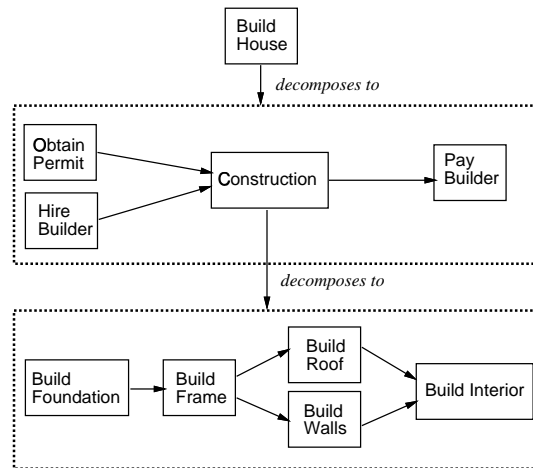 Build
House
decomposes to
Obtain
Permit
Construction
Pay
Builder
Hire
Builder
decomposes to
Build
Foundation
Build
Frame
Build
Roof
Build
Walls
Build Interior